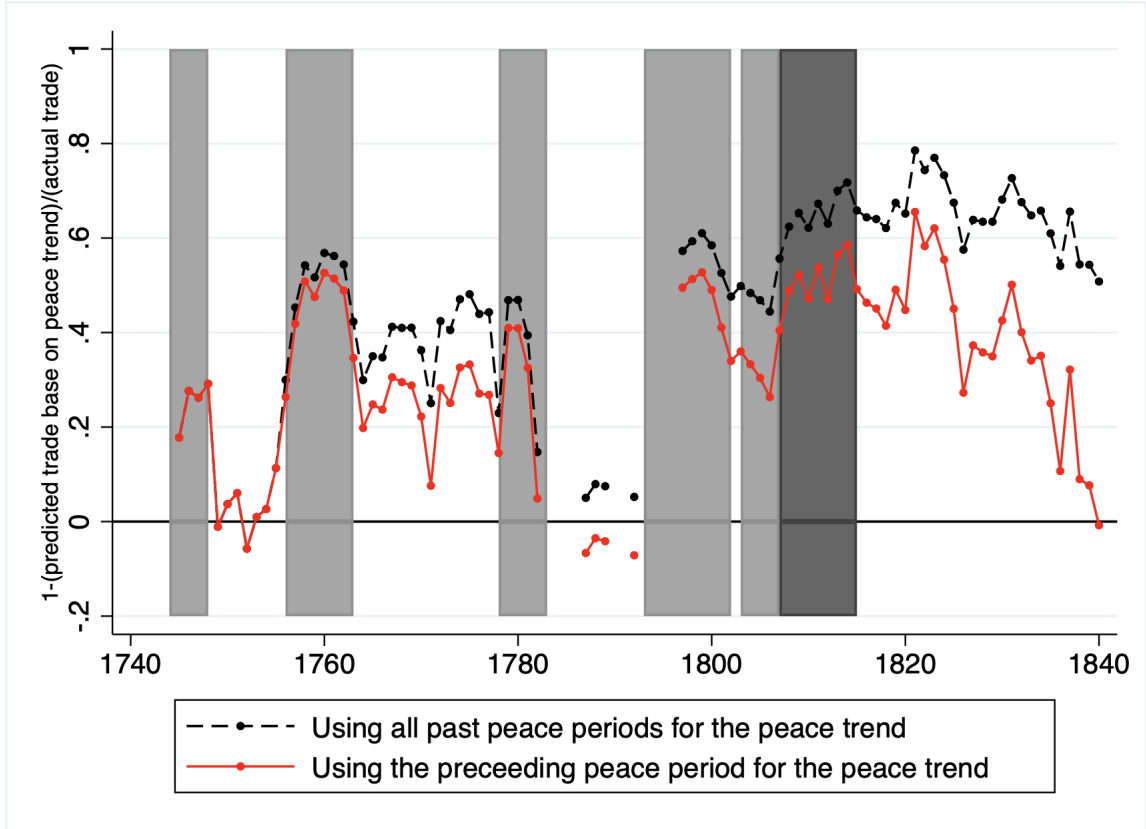 1-(predicted trade base on peace trend)/(actual trade)
1
.8
.6
.4
.2
0
-.2
1740 1760 1780 1800 1820 1840
Using all past peace periods for the peace trend
Using the preceeding peace period for the peace trend